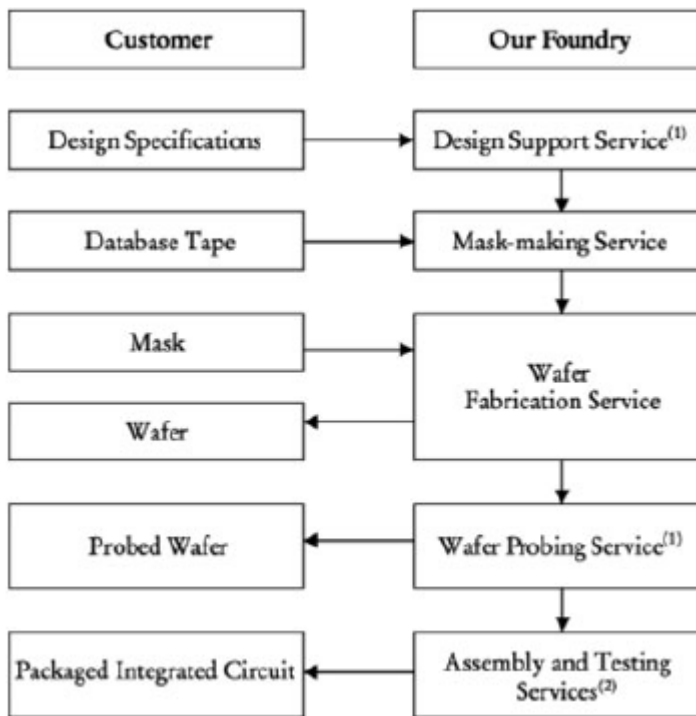 Customer
Our Foundry
Design Specifications
Design Support Service(1)
Database Tape
Mask-making Service
Mask
Wafer
Fabrication Service
Wafer
Probed Wafer
Wafer Probing Service(1)
Packaged Integrated Circuit
Assembly and Testing
Services(2)